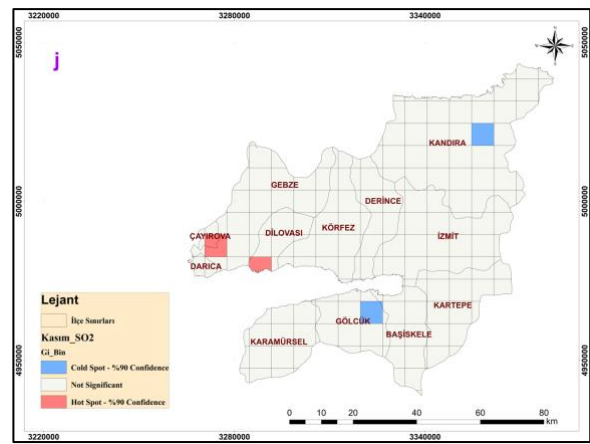 3220000 3280000 3340000
5050000 5050000
j
KANDIRA
GEBZE
DERİNCE
DİLOVASI
KÖRFEZ
ÇAYIROVA
İZMİT
5000000 5000000
DARICA
KARTEPE
GÖLCÜK
BAŞİSKELE
KARAMÜRSEL
4950000 4950000
Lejant
İlçe Sınırları
Kasım_SO2
Gi_Bin
Cold Spot - %90 Confidence
Not Significant
Hot Spot - %90 Confidence
0 5 10 20 40 60 80
km
3220000 3280000 3340000